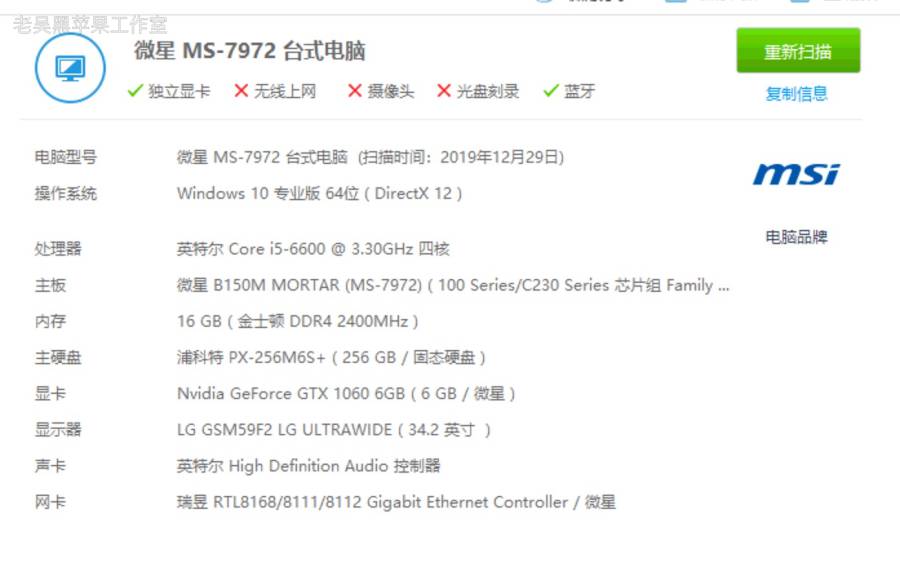 老吴黑苹果工作室
微星 MS-7972 台式电脑
重新扫描
独立显卡 无线上网 摄像头 光盘刻录 蓝牙
复制信息
电脑型号 微星 MS-7972 台式电脑 (扫描时间：2019年12月29日)
操作系统 Windows 10 专业版 64位 ( DirectX 12 )
msi
电脑品牌
处理器 英特尔 Core i5-6600 @ 3.30GHz 四核
主板 微星 B150M MORTAR (MS-7972) ( 100 Series/C230 Series 芯片组 Family ...
内存 16 GB ( 金士顿 DDR4 2400MHz )
主硬盘 浦科特 PX-256M6S+ ( 256 GB / 固态硬盘 )
显卡 Nvidia GeForce GTX 1060 6GB ( 6 GB / 微星 )
显示器 LG GSM59F2 LG ULTRAWIDE ( 34.2 英寸 )
声卡 英特尔 High Definition Audio 控制器
网卡 瑞昱 RTL8168/8111/8112 Gigabit Ethernet Controller / 微星